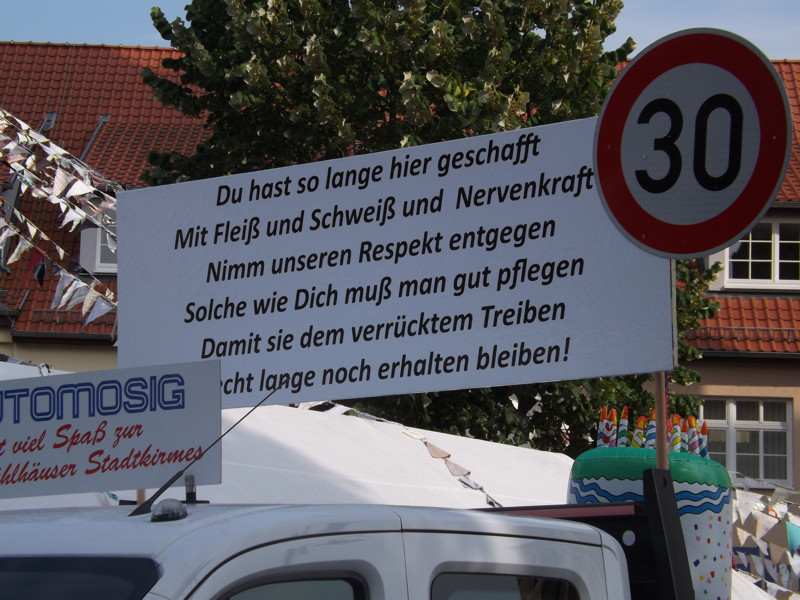 Du hast so lange hier geschafft
Mit Fleiß und Schweiß und Nervenkraft
Nimm unseren Respekt entgegen
Solche wie Dich muß man gut pflegen
Damit sie dem verrücktem Treiben
echt lange noch erhalten bleiben!
30
UTOMOSIG
t viel Spaß zur
ühlhäuser Stadtkirmes